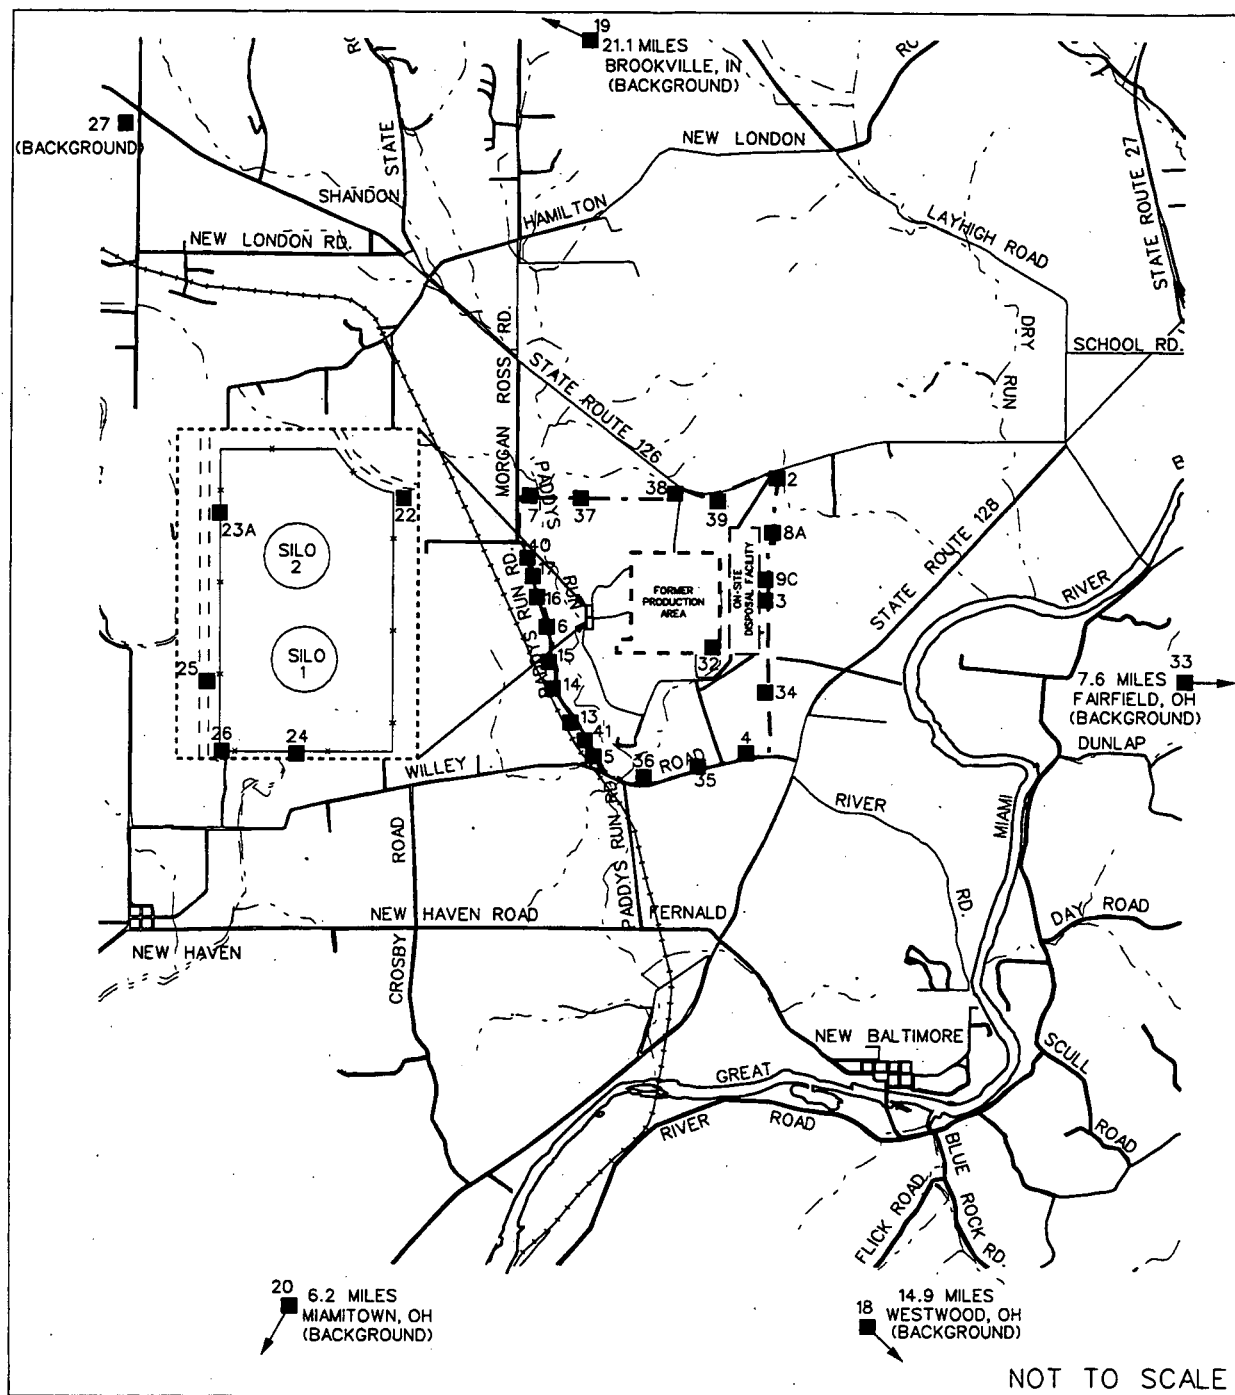 19
21.1 MILES
BROOKVILLE, IN
(BACKGROUND)
27
(BACKGROUND)
STATE
SHANDON
NEW LONDON RD.
HAMILTON
NEW LONDON
LAYHIGH ROAD
STATE ROUTE 27
DRY RUN
SCHOOL RD.
MORGAN ROSS RD.
STATE ROUTE 126
STATE ROUTE 128
PADDYS RUN
23A
22
SILO
2
SILO
1
25
26
24
7
37
38
39
2
8A
9C
3
40
17
16
6
15
14
13
41
5
36
35
4
34
32
FORMER
PRODUCTION
AREA
ON-SITE
DISPOSAL FACILITY
PADDYS RUN RD.
RIVER
33
7.6 MILES
FAIRFIELD, OH
(BACKGROUND)
DUNLAP
WILLEY ROAD
PADDYS RUN RD.
RIVER RD.
MIAMI
CROSBY ROAD
NEW HAVEN ROAD
FERNALD
NEW HAVEN
DAY ROAD
NEW BALTIMORE
SCULL ROAD
GREAT
RIVER ROAD
BLUE ROCK RD.
FLICK ROAD
20
6.2 MILES
MIAMITOWN, OH
(BACKGROUND)
18
14.9 MILES
WESTWOOD, OH
(BACKGROUND)
NOT TO SCALE